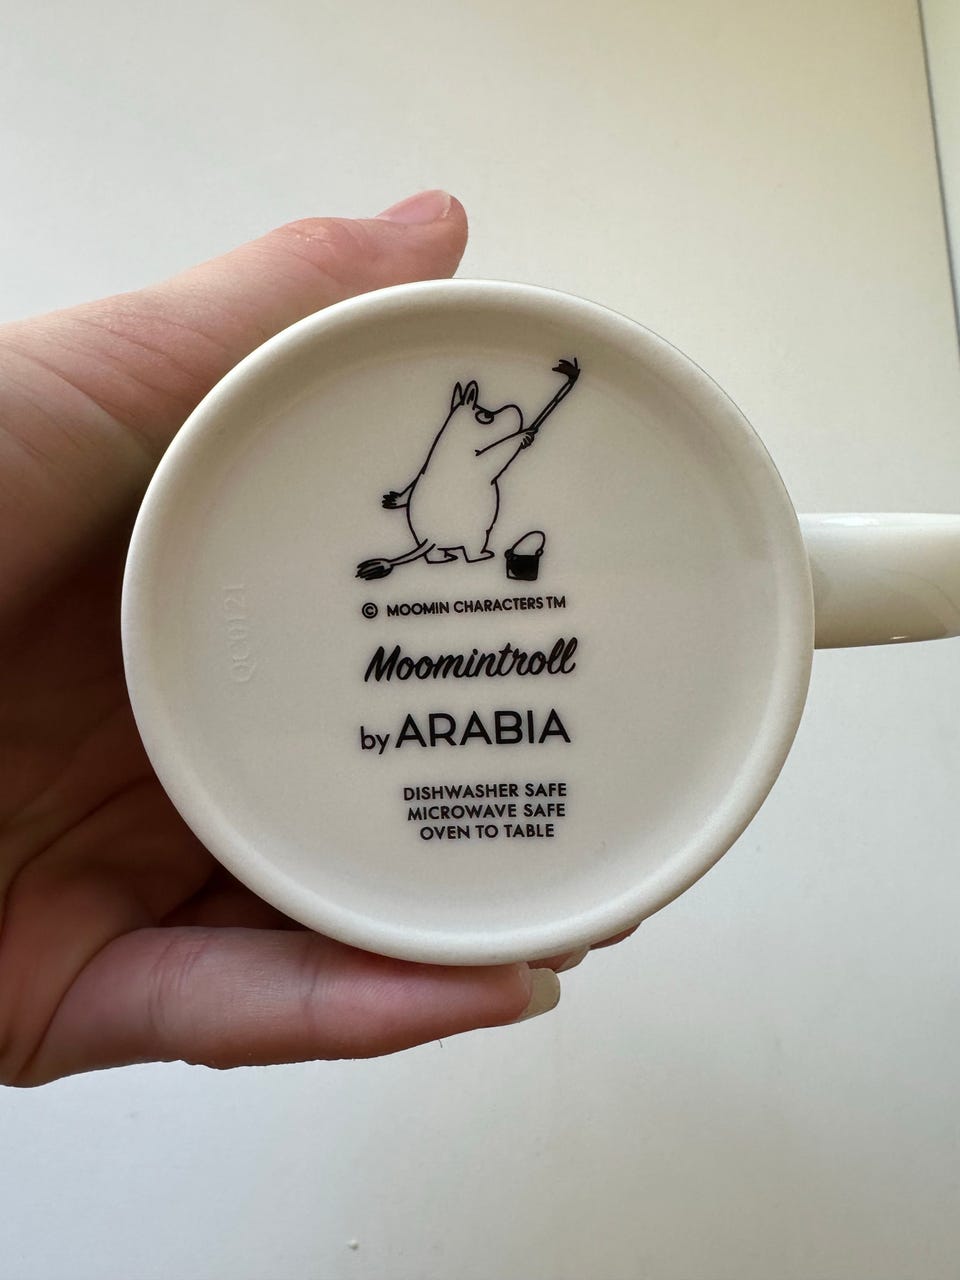 © MOOMIN CHARACTERS TM
Moomintroll
by ARABIA
DISHWASHER SAFE
MICROWAVE SAFE
OVEN TO TABLE